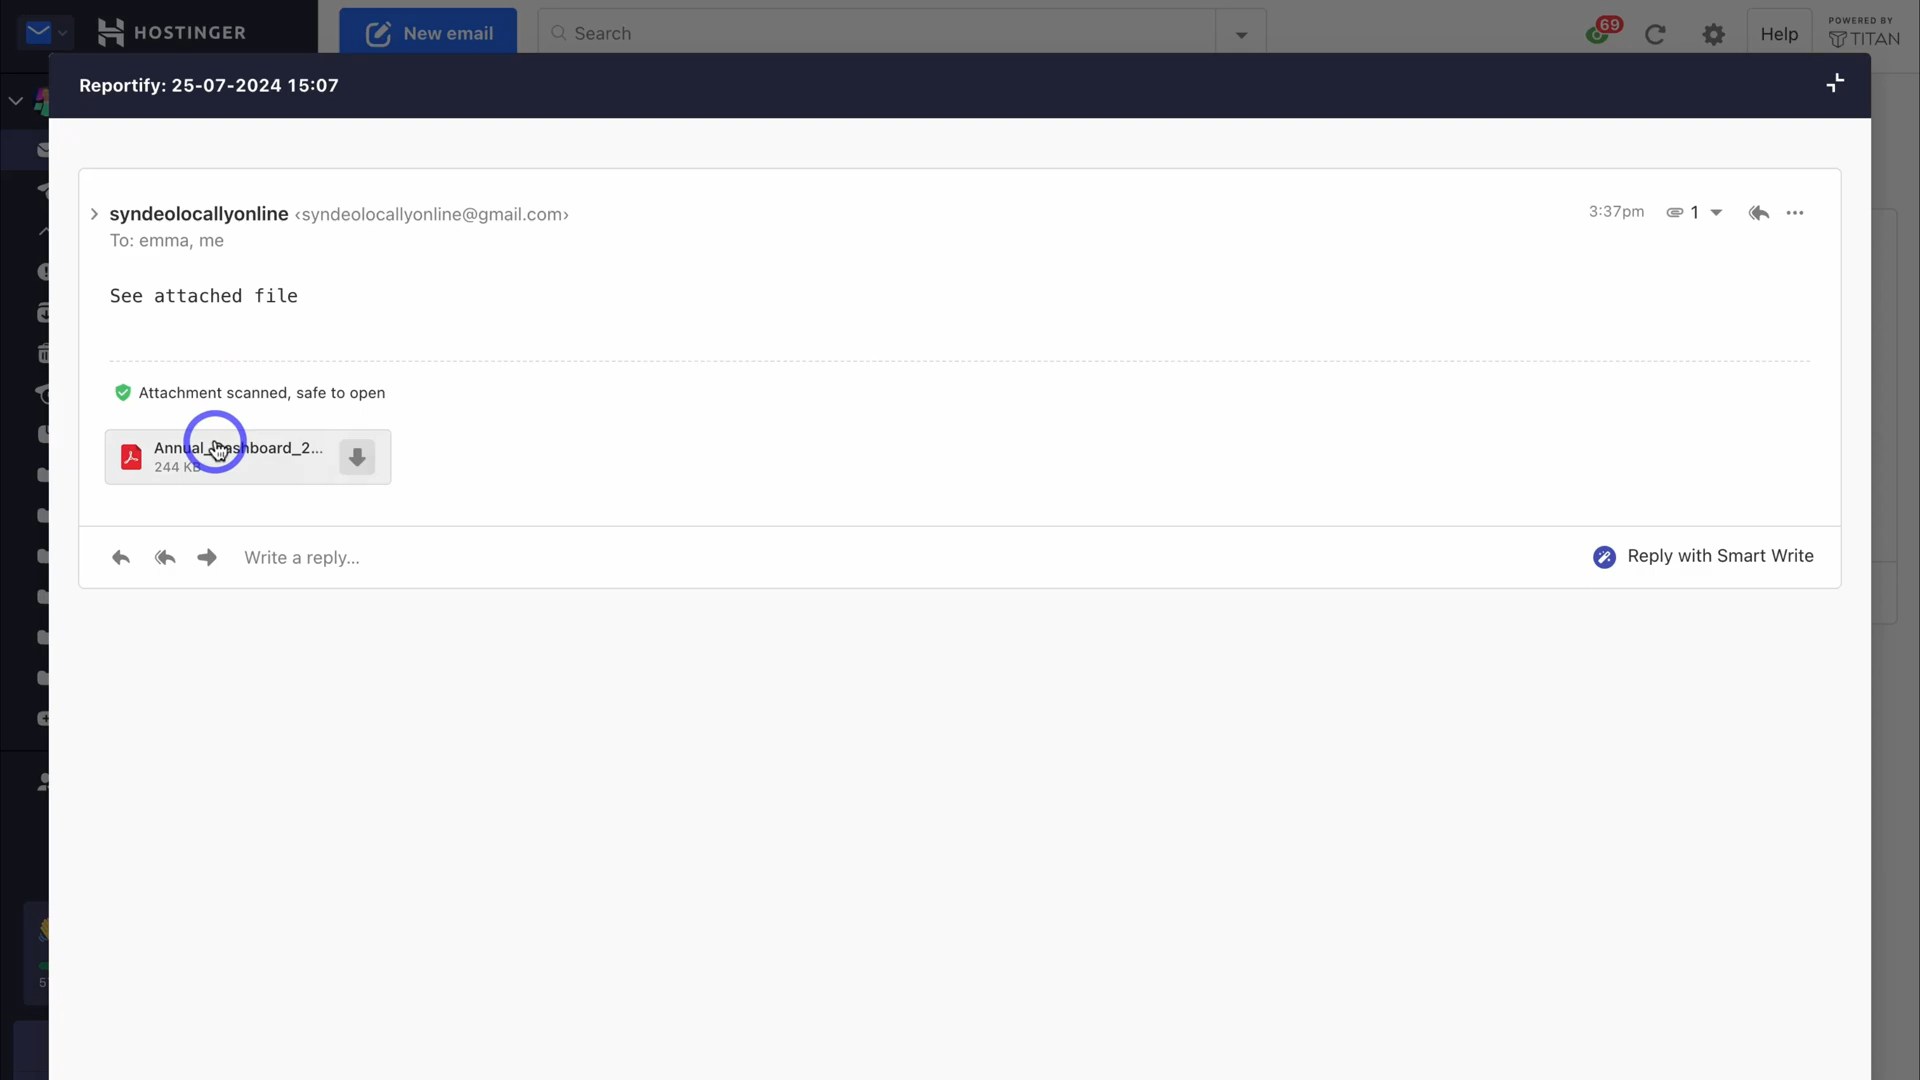 HOSTINGER
New email
Search
69
Help
POWERED BY
TITAN
Reportify: 25-07-2024 15:07
syndeolocallyonline ‹syndeolocallyonline@gmail.com›
3:37pm
1
To: emma, me
See attached file
Attachment scanned, safe to open
Annual_Dashboard_2...
244 KB
Write a reply...
Reply with Smart Write